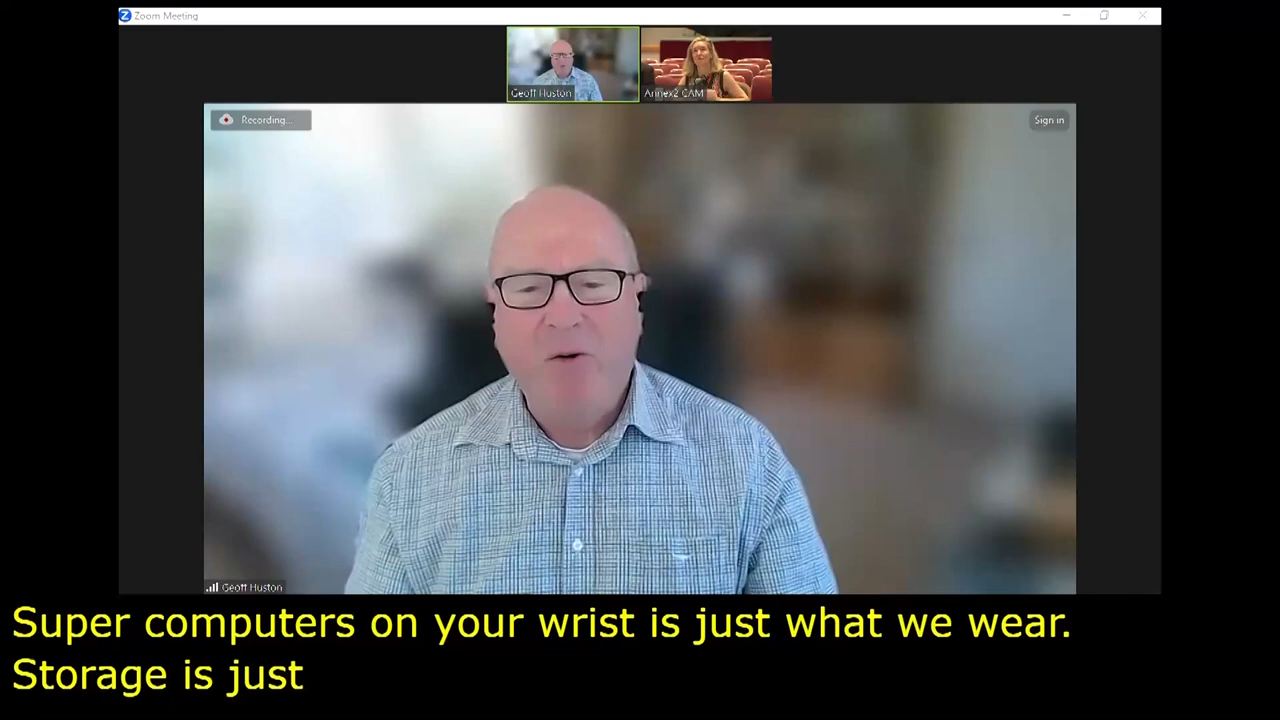 Zoom Meeting
Geoff Huston
Annex2 CAM
Recording...
Sign in
Geoff Huston
Super computers on your wrist is just what we wear.
Storage is just